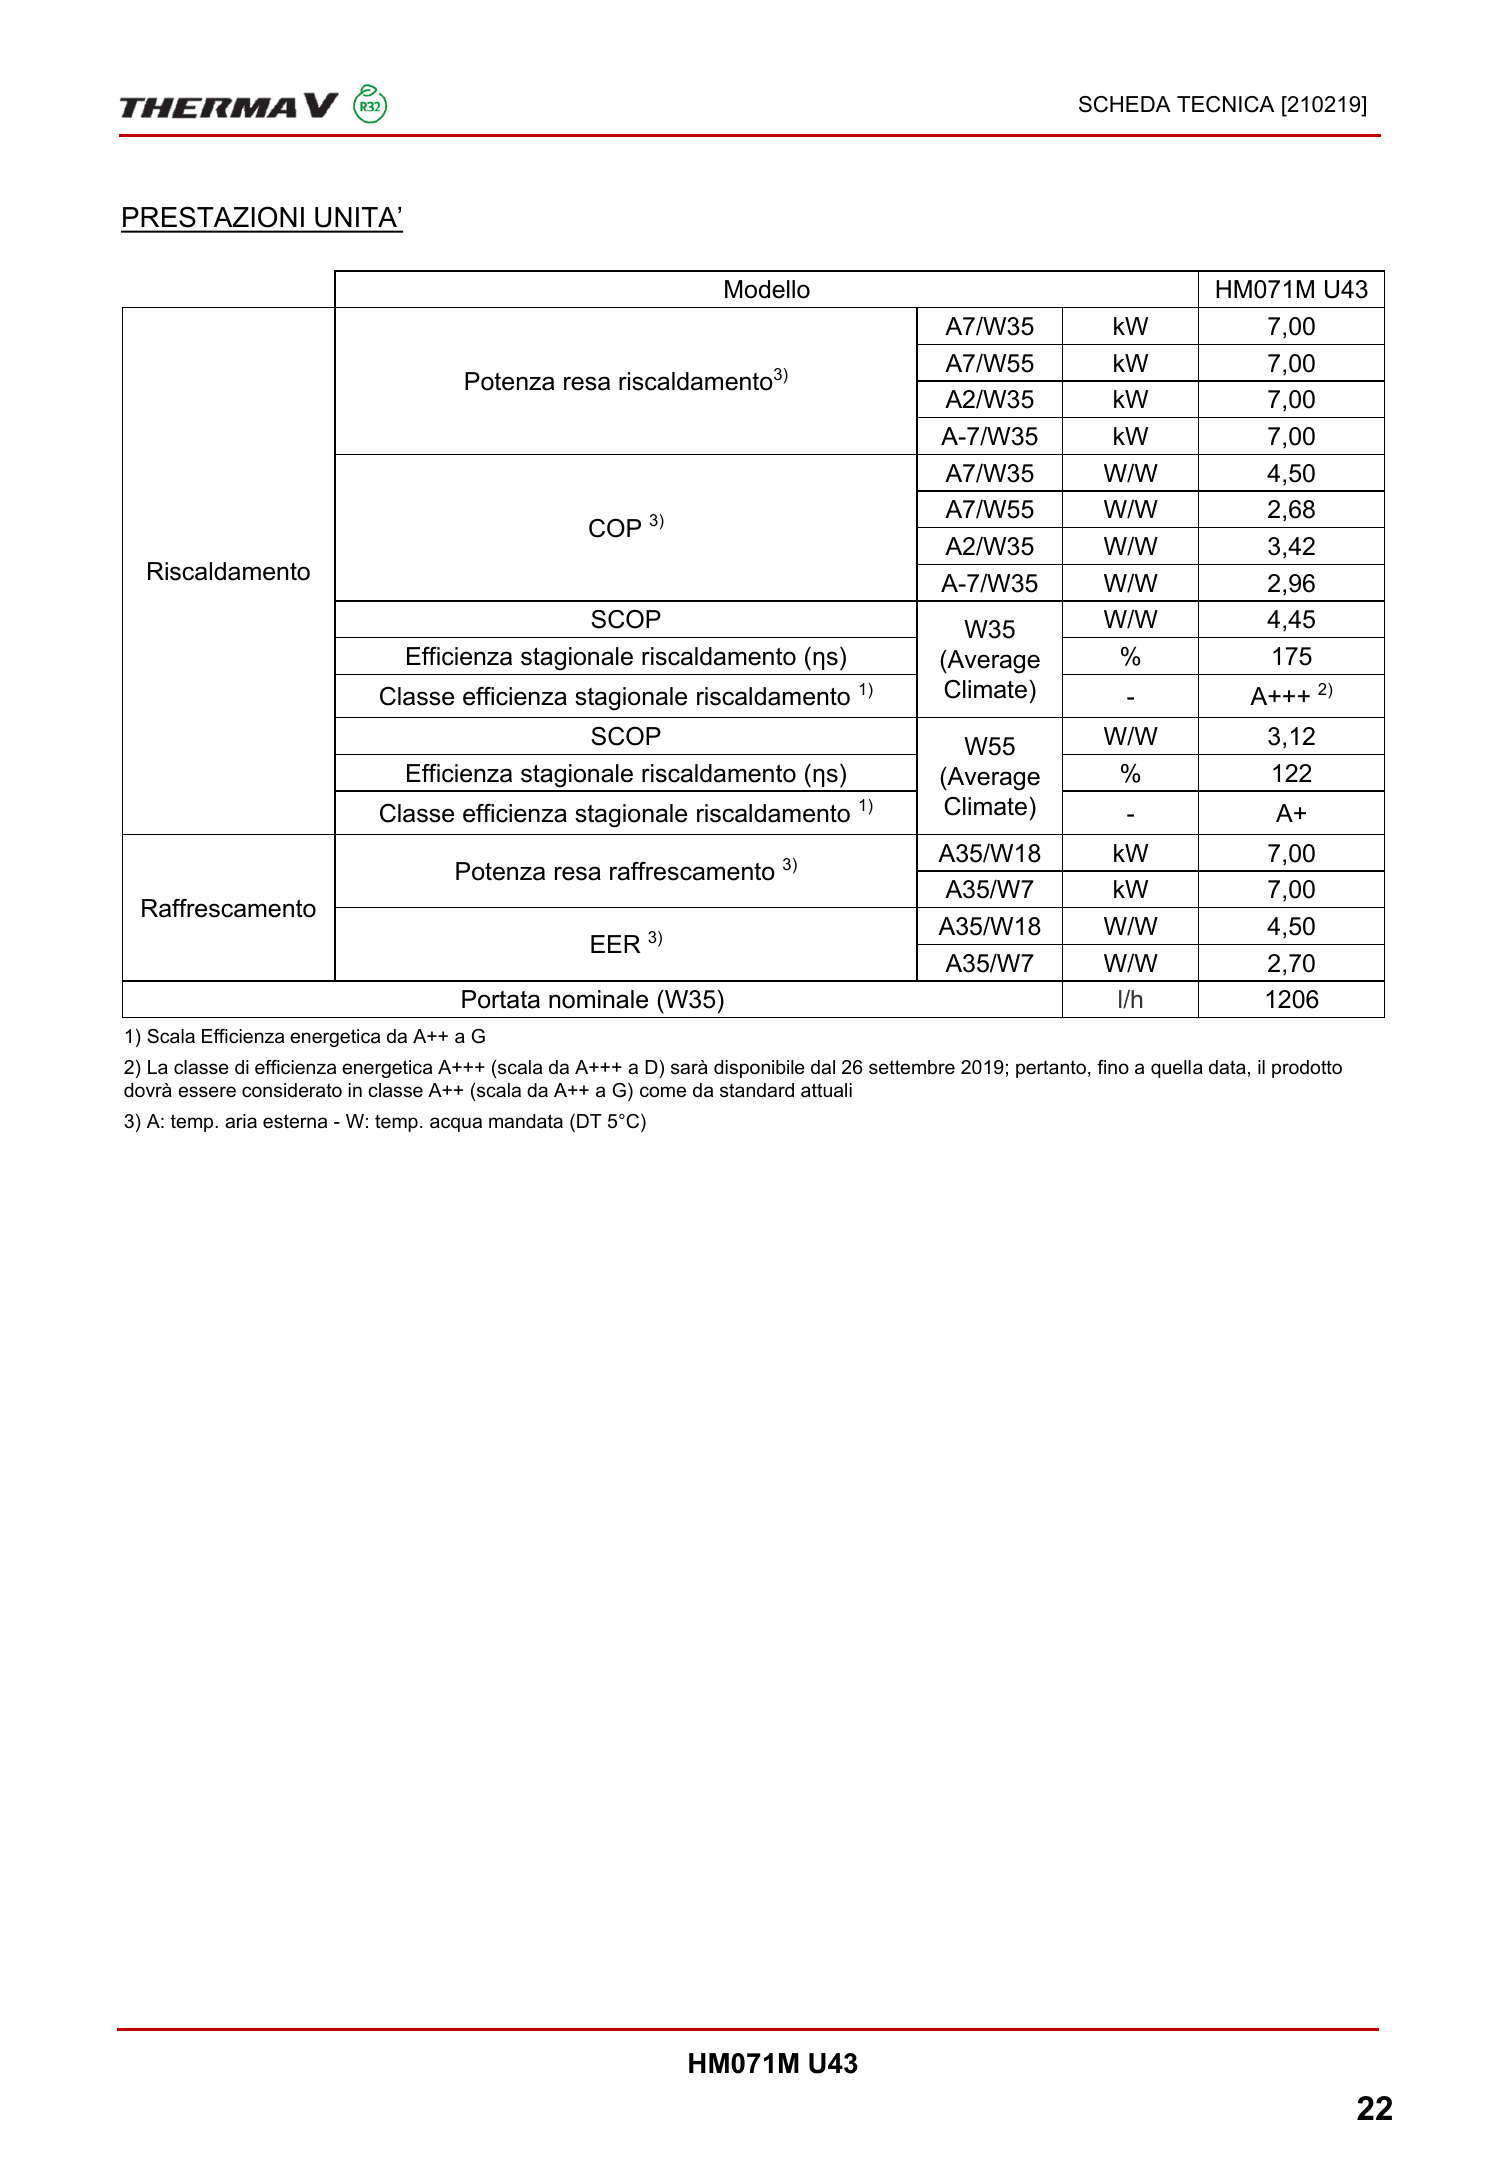 THERMA V R32
SCHEDA TECNICA [210219]
PRESTAZIONI UNITA’
Modello HM071M U43
Riscaldamento
Potenza resa riscaldamento3)
A7/W35 kW 7,00
A7/W55 kW 7,00
A2/W35 kW 7,00
A-7/W35 kW 7,00
COP 3)
A7/W35 W/W 4,50
A7/W55 W/W 2,68
A2/W35 W/W 3,42
A-7/W35 W/W 2,96
SCOP
W35
(Average
Climate)
W/W 4,45
Efficienza stagionale riscaldamento (ηs) % 175
Classe efficienza stagionale riscaldamento 1) - A+++ 2)
SCOP
W55
(Average
Climate)
W/W 3,12
Efficienza stagionale riscaldamento (ηs) % 122
Classe efficienza stagionale riscaldamento 1) - A+
Raffrescamento
Potenza resa raffrescamento 3)
A35/W18 kW 7,00
A35/W7 kW 7,00
EER 3)
A35/W18 W/W 4,50
A35/W7 W/W 2,70
Portata nominale (W35) l/h 1206
1) Scala Efficienza energetica da A++ a G
2) La classe di efficienza energetica A+++ (scala da A+++ a D) sarà disponibile dal 26 settembre 2019; pertanto, fino a quella data, il prodotto
dovrà essere considerato in classe A++ (scala da A++ a G) come da standard attuali
3) A: temp. aria esterna - W: temp. acqua mandata (DT 5°C)
HM071M U43
22